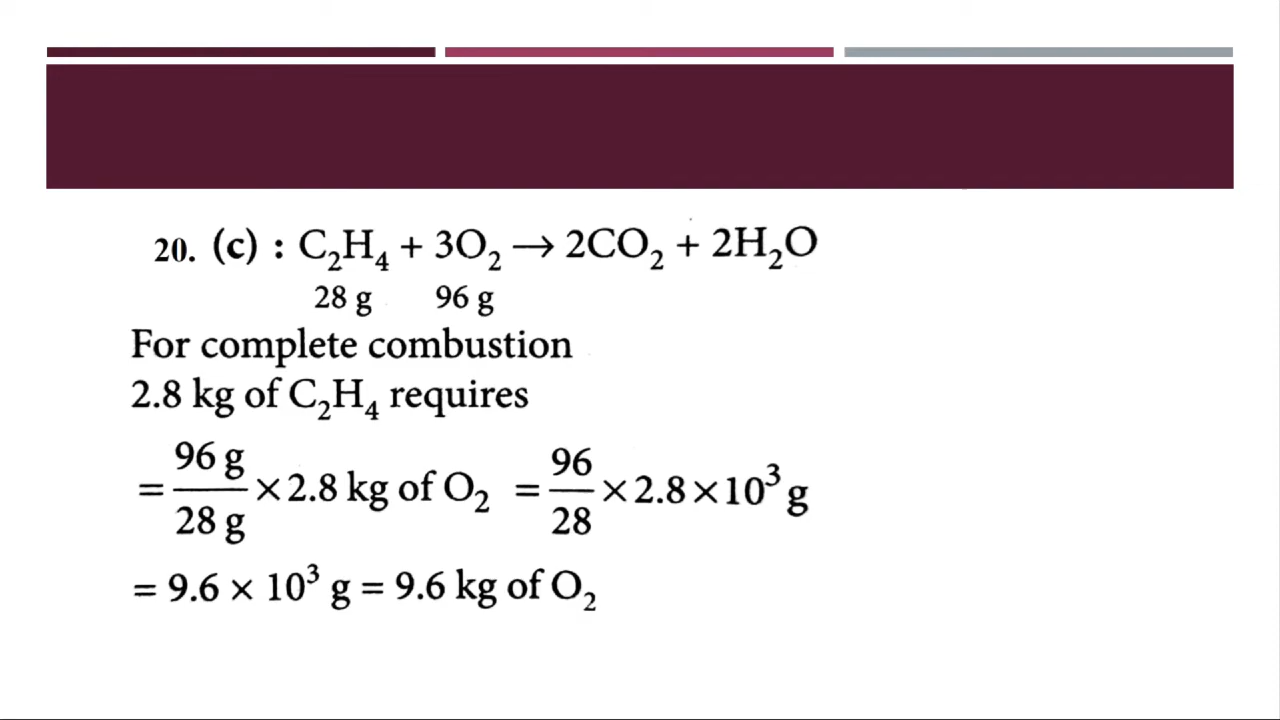 20. (c) : C₂H₄ + 3O₂ → 2CO₂ + 2H₂O
28 g 96 g
For complete combustion
2.8 kg of C₂H₄ requires
= 96 g / 28 g × 2.8 kg of O₂ = 96 / 28 × 2.8 × 10³ g
= 9.6 × 10³ g = 9.6 kg of O₂